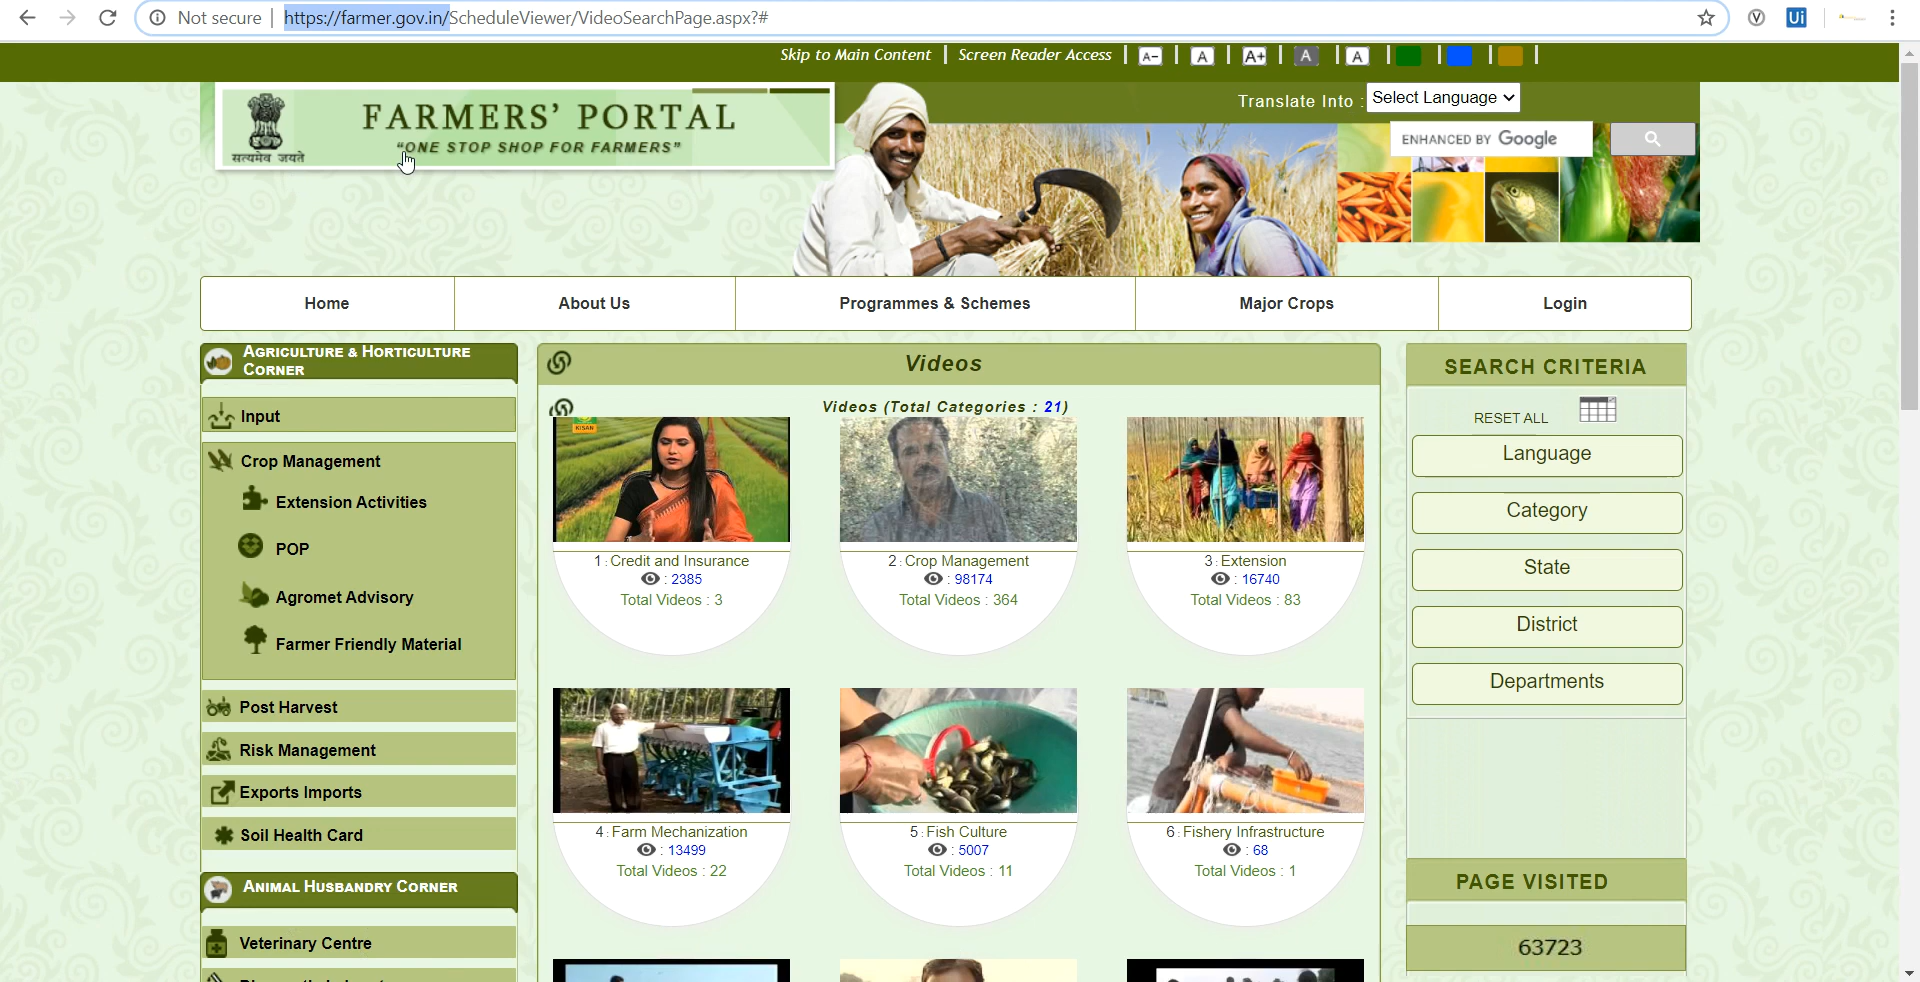 Not secure | https://farmer.gov.in/ScheduleViewer/VideoSearchPage.aspx?#
V
Ui
Skip to Main Content | Screen Reader Access | A- | A | A+ | A | A
सत्यमेव जयते
FARMERS' PORTAL
"ONE STOP SHOP FOR FARMERS"
Translate Into : Select Language
ENHANCED BY Google
Home
About Us
Programmes & Schemes
Major Crops
Login
AGRICULTURE & HORTICULTURE
CORNER
Input
Crop Management
Extension Activities
POP
Agromet Advisory
Farmer Friendly Material
Post Harvest
Risk Management
Exports Imports
Soil Health Card
ANIMAL HUSBANDRY CORNER
Veterinary Centre
Videos
Videos (Total Categories : 21)
KISAN
1 : Credit and Insurance
: 2385
Total Videos : 3
2 : Crop Management
: 98174
Total Videos : 364
3 : Extension
: 16740
Total Videos : 83
4 : Farm Mechanization
: 13499
Total Videos : 22
5 : Fish Culture
: 5007
Total Videos : 11
6 : Fishery Infrastructure
: 68
Total Videos : 1
SEARCH CRITERIA
RESET ALL
Language
Category
State
District
Departments
PAGE VISITED
63723